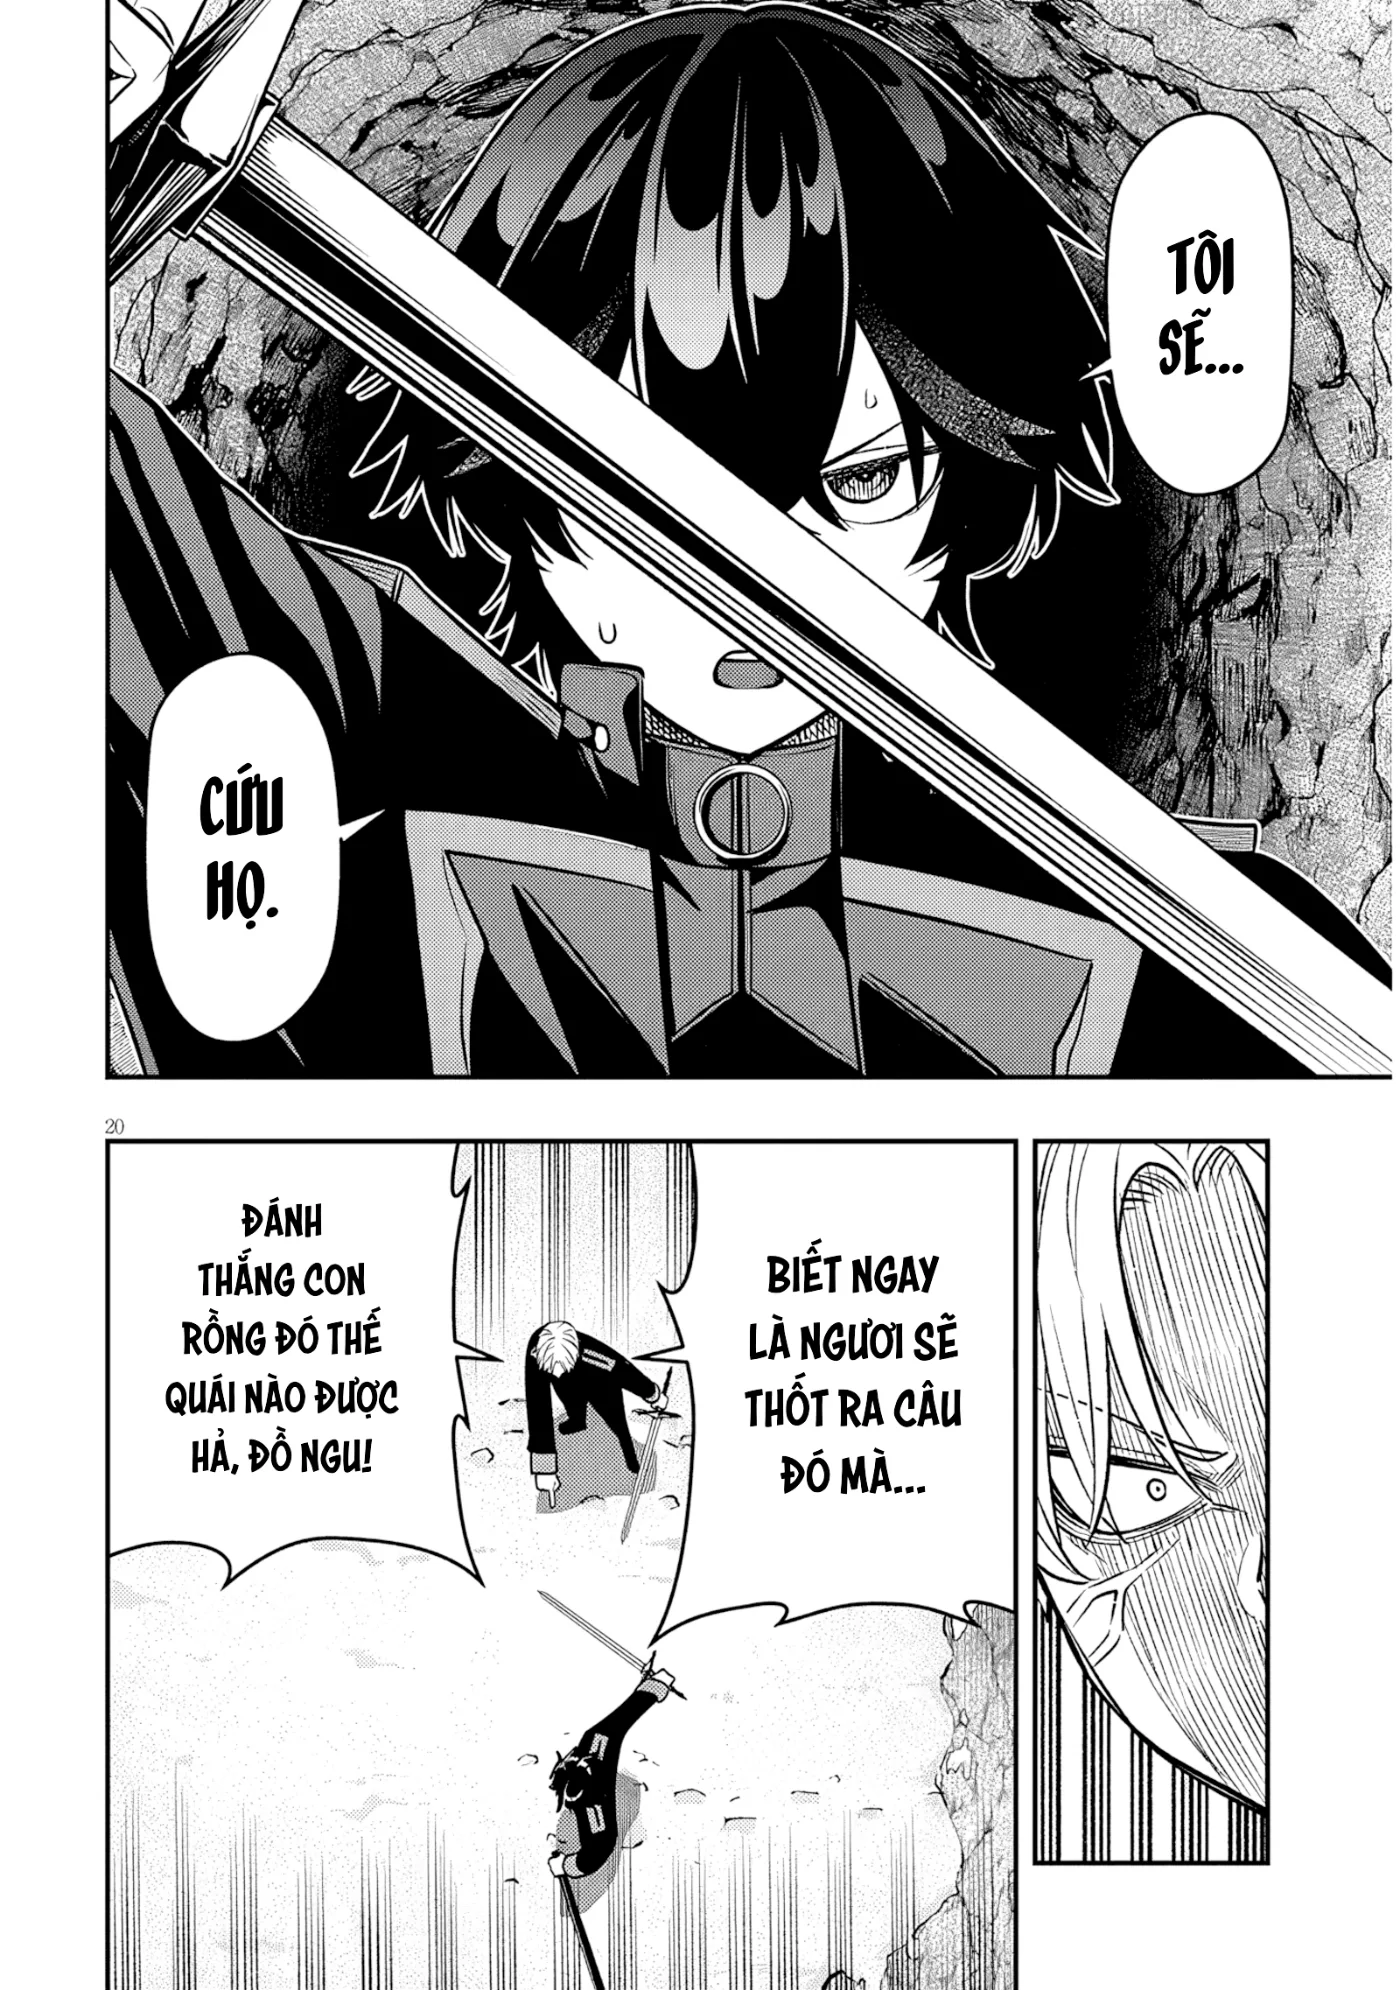 TÔI
SẼ...
CỨU
HỌ.
20
BIẾT NGAY
LÀ NGƯƠI SẼ
THỐT RA CÂU
ĐÓ MÀ...
ĐÁNH
THẮNG CON
RỒNG ĐÓ THẾ
QUÁI NÀO ĐƯỢC
HẢ, ĐỒ NGU!